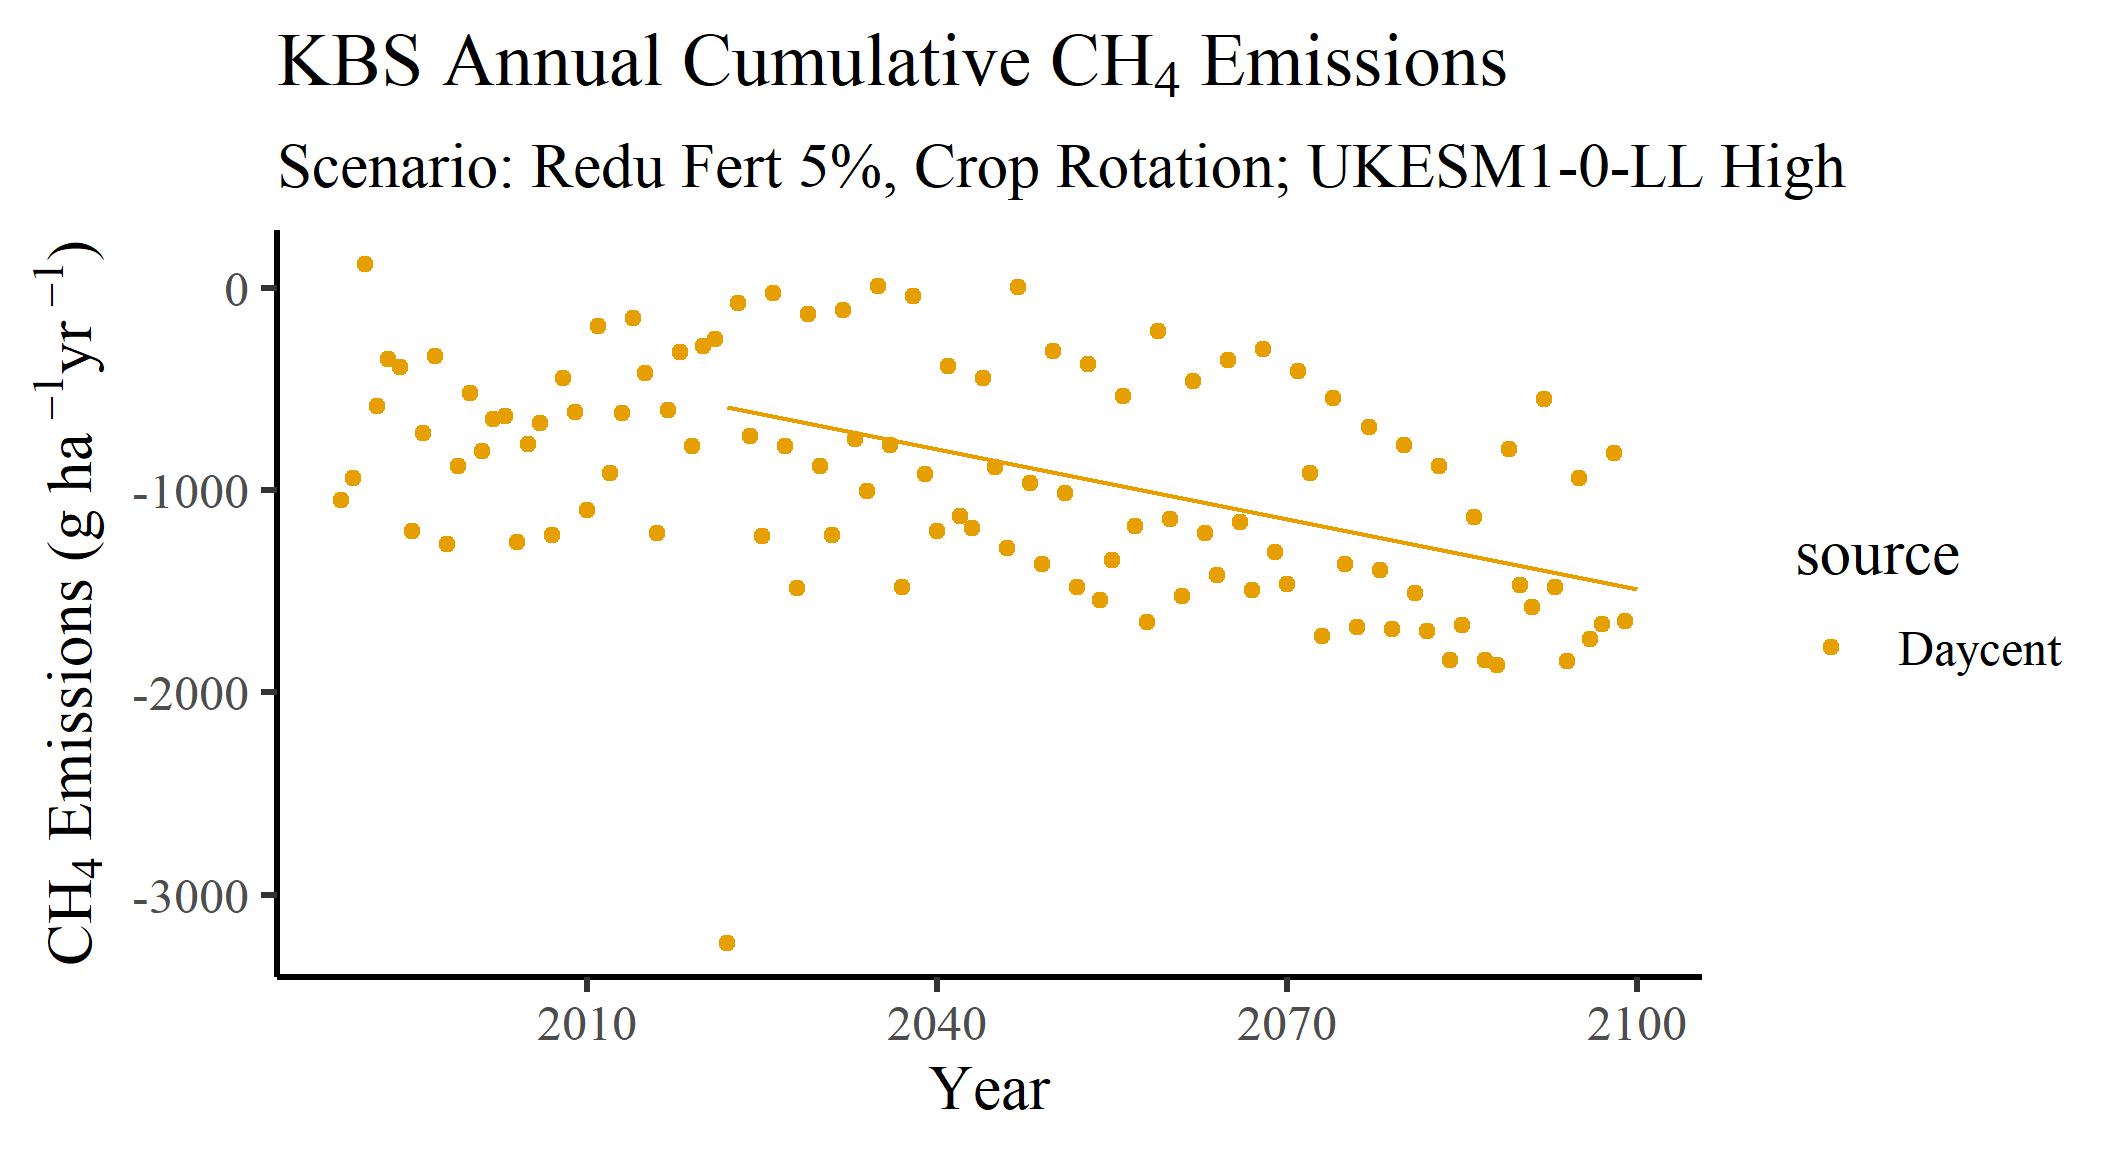 KBS Annual Cumulative CH₄ Emissions
Scenario: Redu Fert 5%, Crop Rotation; UKESM1-0-LL High
CH₄ Emissions (g ha ⁻¹yr ⁻¹)
0
-1000
-2000
-3000
2010 2040 2070 2100
Year
source
Daycent